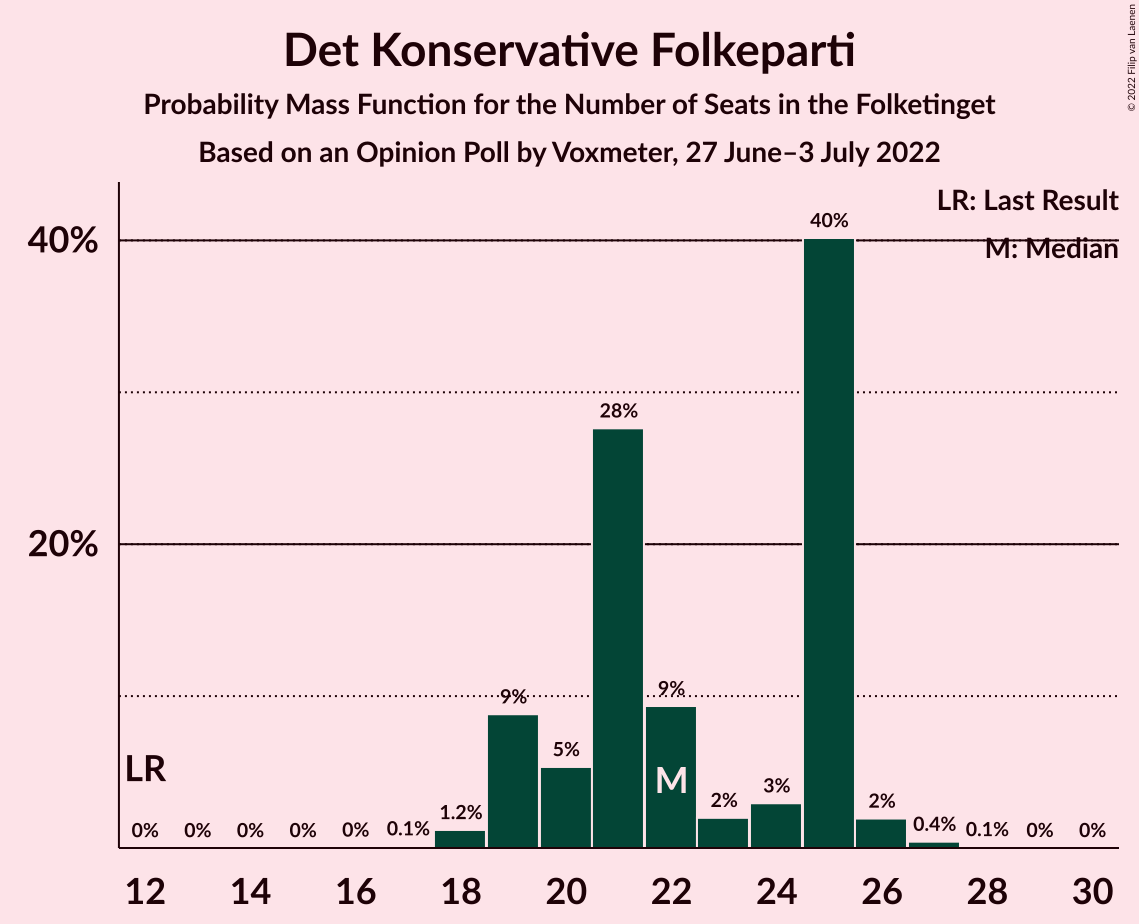 Det Konservative Folkeparti
Probability Mass Function for the Number of Seats in the Folketinget
Based on an Opinion Poll by Voxmeter, 27 June–3 July 2022
© 2022 Filip van Laenen
LR: Last Result
M: Median
40%
20%
40%
28%
9%
5%
9%
2%
3%
2%
1.2%
0.1%
0.4%
0.1%
0%
0%
0%
0%
0%
0%
0%
LR
M
12 14 16 18 20 22 24 26 28 30